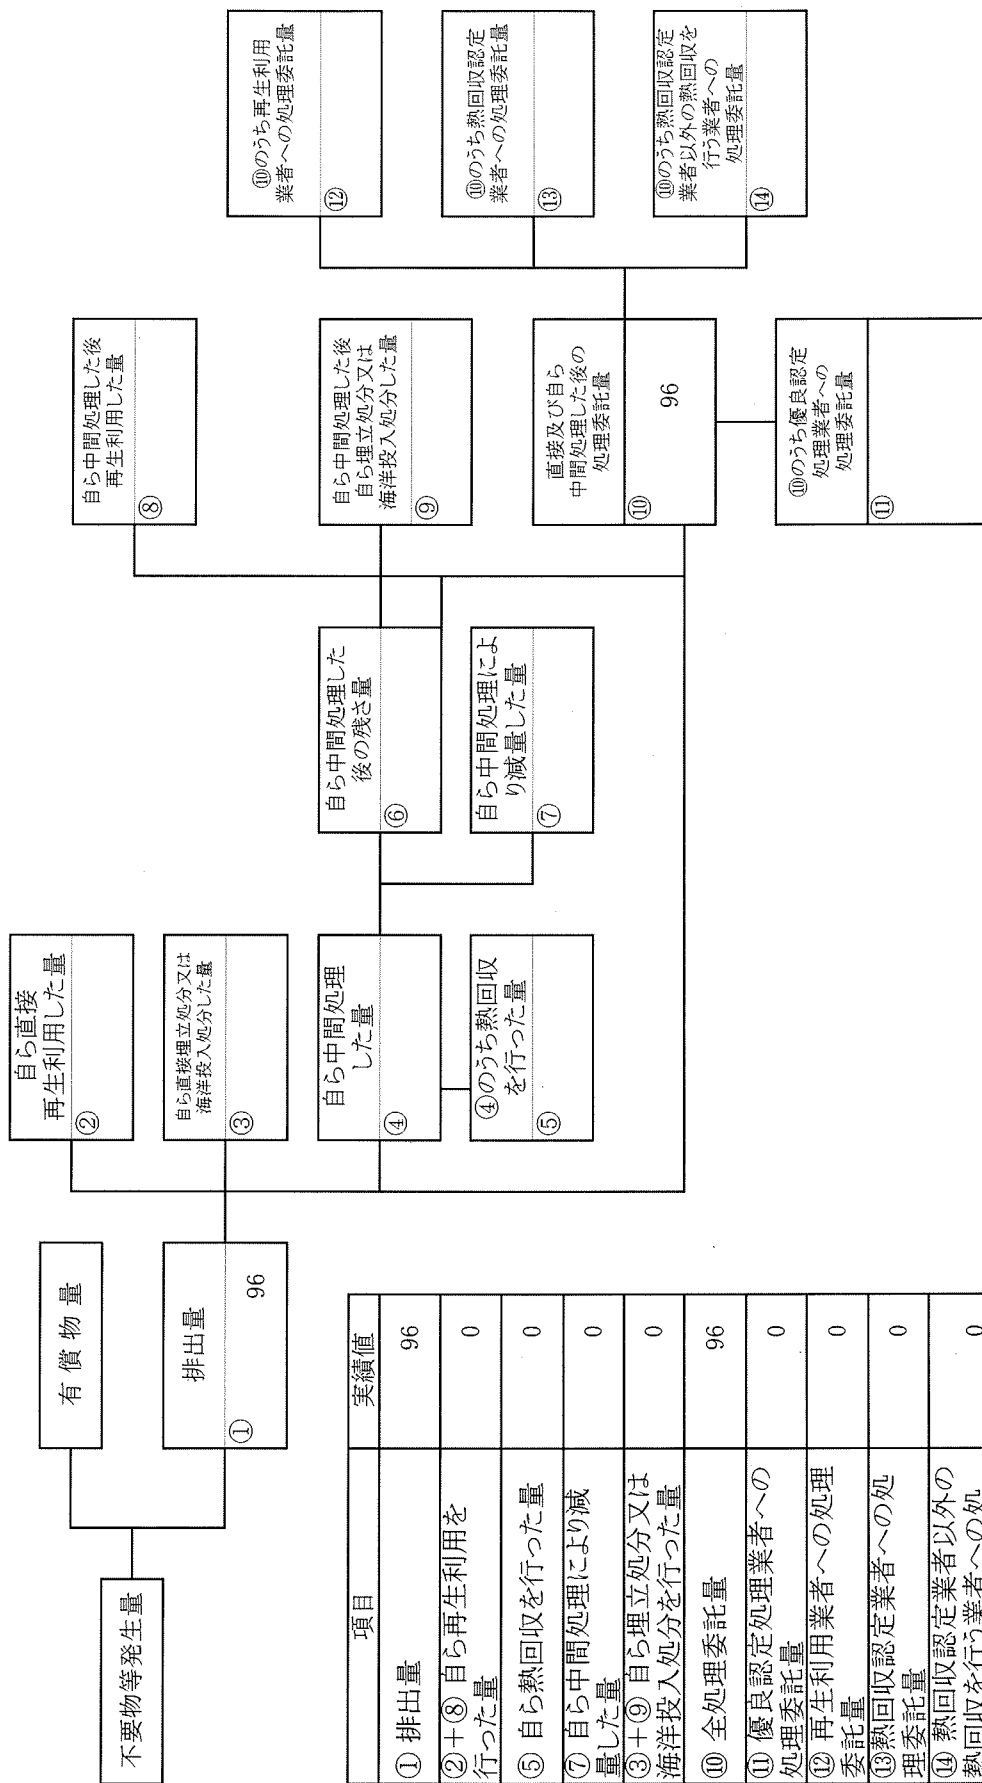 不要物等発生量
有償物量
排出量
①
96
自ら直接
再生利用した量
②
自ら直接埋立処分又は
海洋投入処分した量
③
自ら中間処理
した量
④
④のうち熱回収
を行った量
⑤
自ら中間処理した
後の残さ量
⑥
自ら中間処理によ
り減量した量
⑦
自ら中間処理した後
再生利用した量
⑧
自ら中間処理した後
自ら埋立処分又は
海洋投入処分した量
⑨
直接及び自ら
中間処理した後の
処理委託量
⑩
96
⑩のうち優良認定
処理業者への
処理委託量
⑪
⑩のうち再生利用
業者への処理委託量
⑫
⑩のうち熱回収認定
業者への処理委託量
⑬
⑩のうち熱回収認定
業者以外の熱回収を
行う業者への
処理委託量
⑭
項目 実績値
① 排出量 96
②+⑧ 自ら再生利用を
行った量 0
⑤ 自ら熱回収を行った量 0
⑦ 自ら中間処理により減
量した量 0
③+⑨ 自ら埋立処分又は
海洋投入処分を行った量 0
⑩ 全処理委託量 96
⑪ 優良認定処理業者への
処理委託量 0
⑫ 再生利用業者への処理
委託量 0
⑬熱回収認定業者への処
理委託量 0
⑭ 熱回収認定業者以外の
熱回収を行う業者への処 0